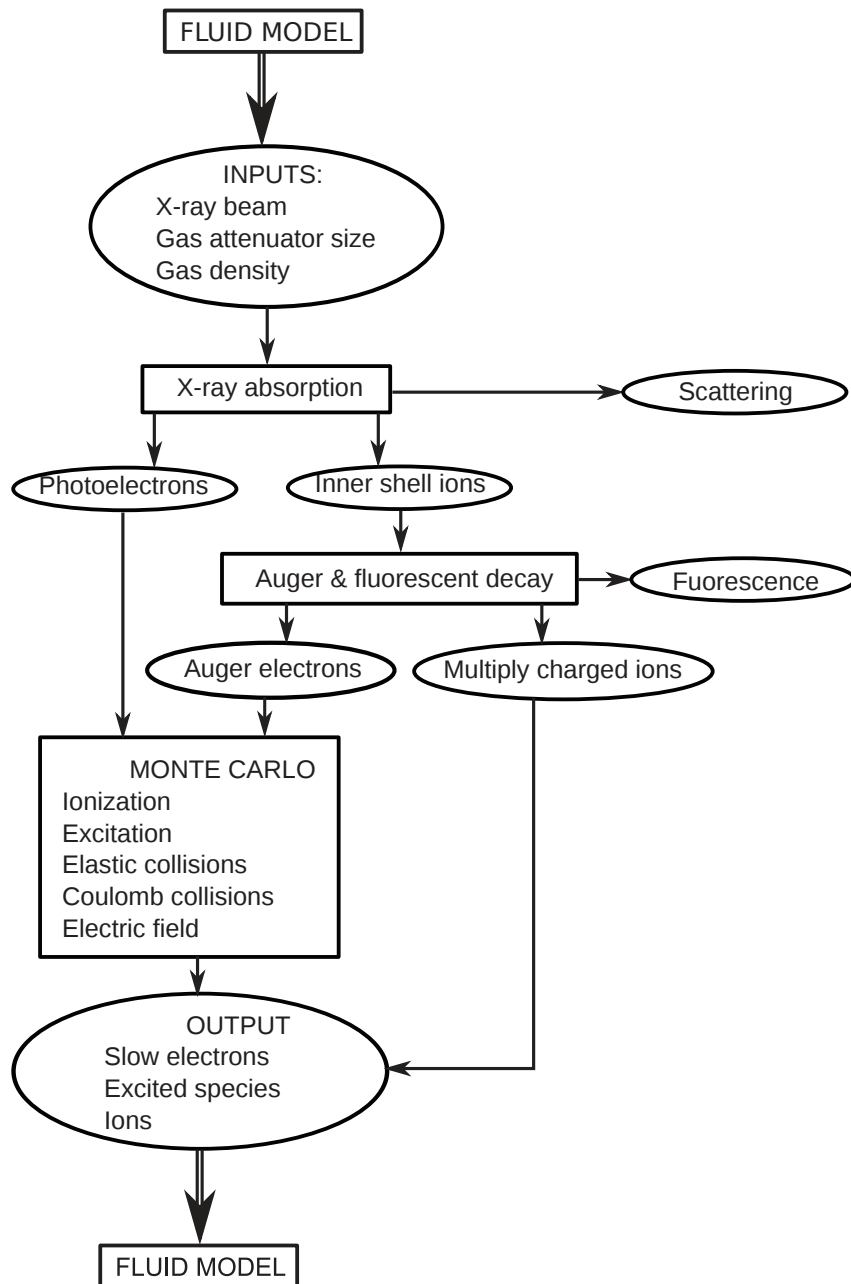 FLUID MODEL
INPUTS:
X-ray beam
Gas attenuator size
Gas density
X-ray absorption
Scattering
Photoelectrons
Inner shell ions
Auger & fluorescent decay
Fuorescence
Auger electrons
Multiply charged ions
MONTE CARLO
Ionization
Excitation
Elastic collisions
Coulomb collisions
Electric field
OUTPUT
Slow electrons
Excited species
Ions
FLUID MODEL